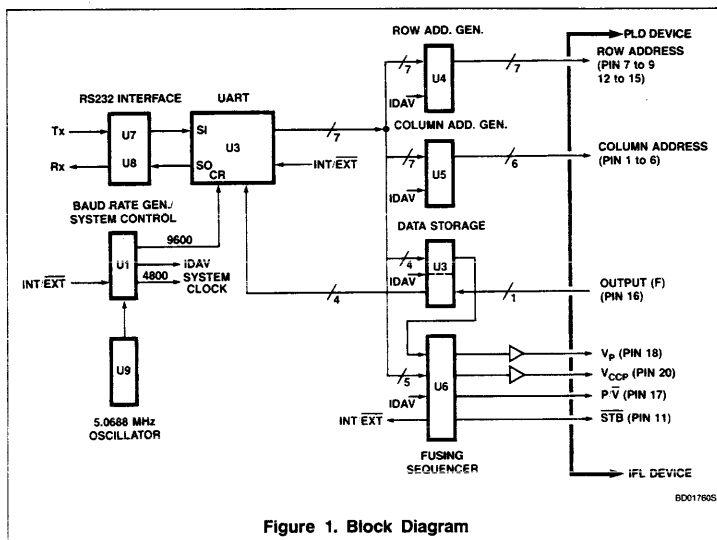 ROW ADD. GEN.
PLD DEVICE
7
U4
7
ROW ADDRESS
(PIN 7 to 9
12 to 15)
IDAV
RS232 INTERFACE
UART
Tx
U7
SI
U3
7
COLUMN ADD. GEN.
Rx
U8
SO
CR
INT/EXT
7
U5
6
COLUMN ADDRESS
(PIN 1 to 6)
IDAV
BAUD RATE GEN./
SYSTEM CONTROL
DATA STORAGE
9600
U1
iDAV
4800
SYSTEM
CLOCK
INT/EXT
4
U3
IDAV
4
1
OUTPUT (F)
(PIN 16)
U9
5.0688 MHz
OSCILLATOR
5
U6
IDAV
INT EXT
VP (PIN 18)
VCCP (PIN 20)
P/V (PIN 17)
STB (PIN 11)
FUSING
SEQUENCER
iFL DEVICE
BD01760S
Figure 1. Block Diagram